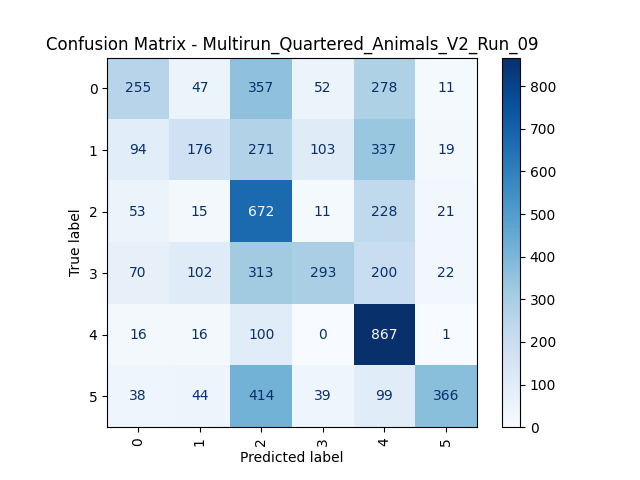 Confusion Matrix - Multirun_Quartered_Animals_V2_Run_09
0 255 47 357 52 278 11
1 94 176 271 103 337 19
2 53 15 672 11 228 21
3 70 102 313 293 200 22
4 16 16 100 0 867 1
5 38 44 414 39 99 366
0 1 2 3 4 5
Predicted label
True label
800
700
600
500
400
300
200
100
0